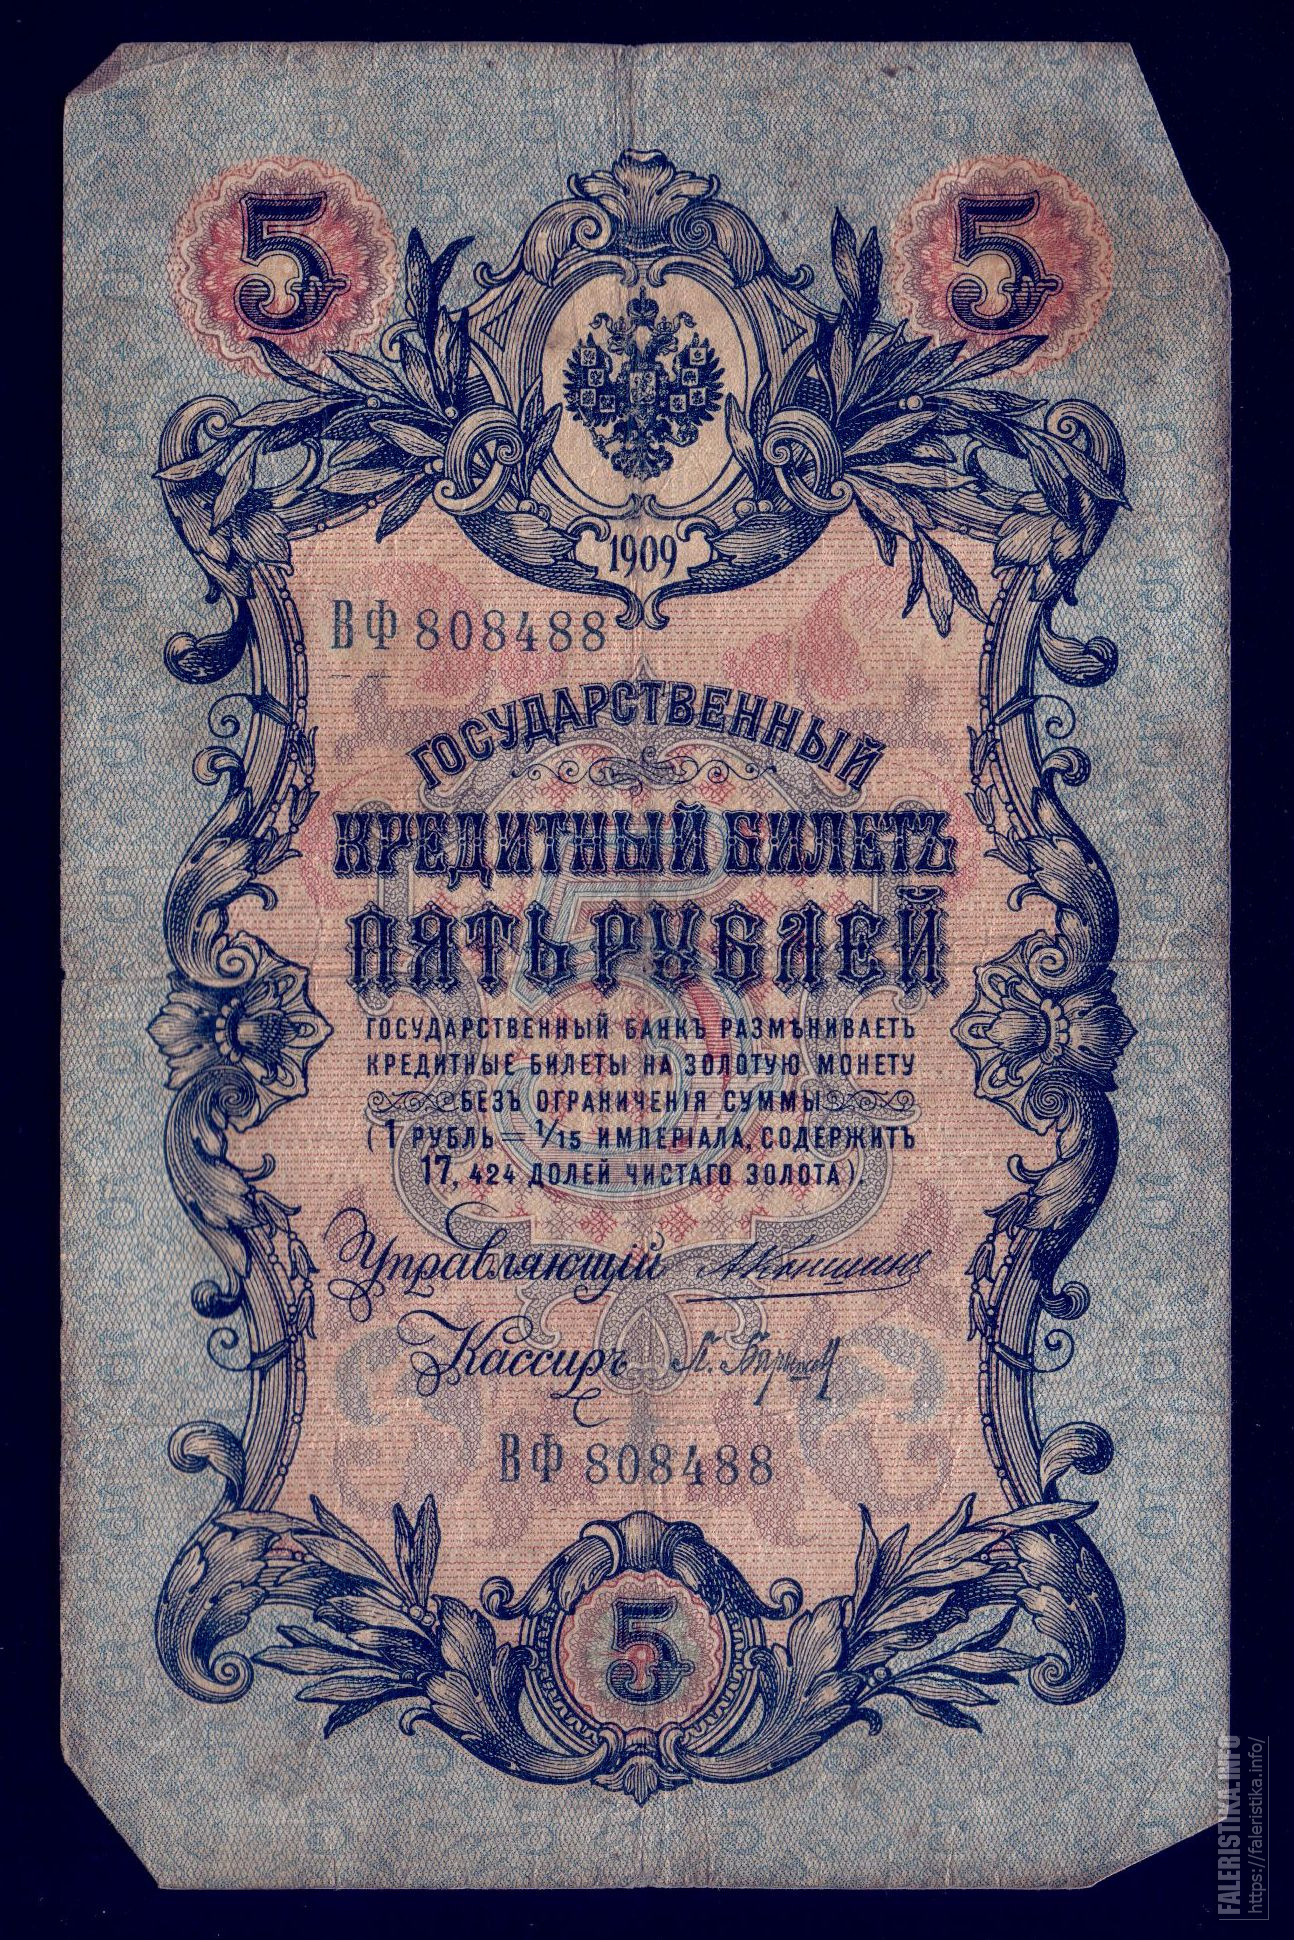 5 5
1909
ВФ 808488
ГОСУДАРСТВЕННЫЙ
КРЕДИТНЫЙ БИЛЕТЪ
ПЯТЬ РУБЛЕЙ
ГОСУДАРСТВЕННЫЙ БАНКЪ РАЗМѢНИВАЕТЪ
КРЕДИТНЫЕ БИЛЕТЫ НА ЗОЛОТУЮ МОНЕТУ
БЕЗЪ ОГРАНИЧЕНІЯ СУММЫ
(1 РУБЛЬ = 1/15 ИМПЕРІАЛА, СОДЕРЖИТЪ
17,424 ДОЛЕЙ ЧИСТАГО ЗОЛОТА).
Управляющій АКоншинъ
Кассиръ
ВФ 808488
5
FALERISTIKA.INFO
https://faleristika.info/